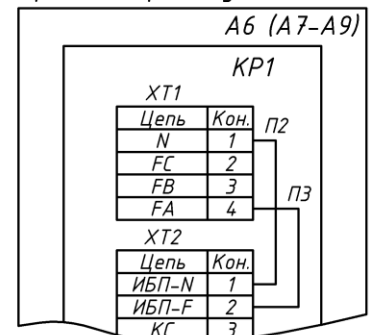 А6 (А7-А9)
КР1
ХТ1
Цепь Кон.
N 1
FC 2
FB 3
FA 4
П2
П3
ХТ2
Цепь Кон.
ИБП-N 1
ИБП-F 2
КС 3